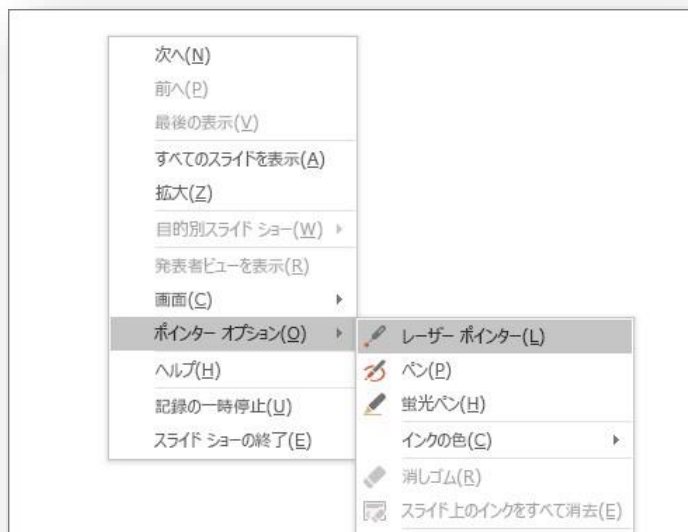 次へ(N)
前へ(P)
最後の表示(V)
すべてのスライドを表示(A)
拡大(Z)
目的別スライド ショー(W)
発表者ビューを表示(R)
画面(C)
ポインター オプション(O)
ヘルプ(H)
記録の一時停止(U)
スライド ショーの終了(E)
レーザー ポインター(L)
ペン(P)
蛍光ペン(H)
インクの色(C)
消しゴム(R)
スライド上のインクをすべて消去(E)